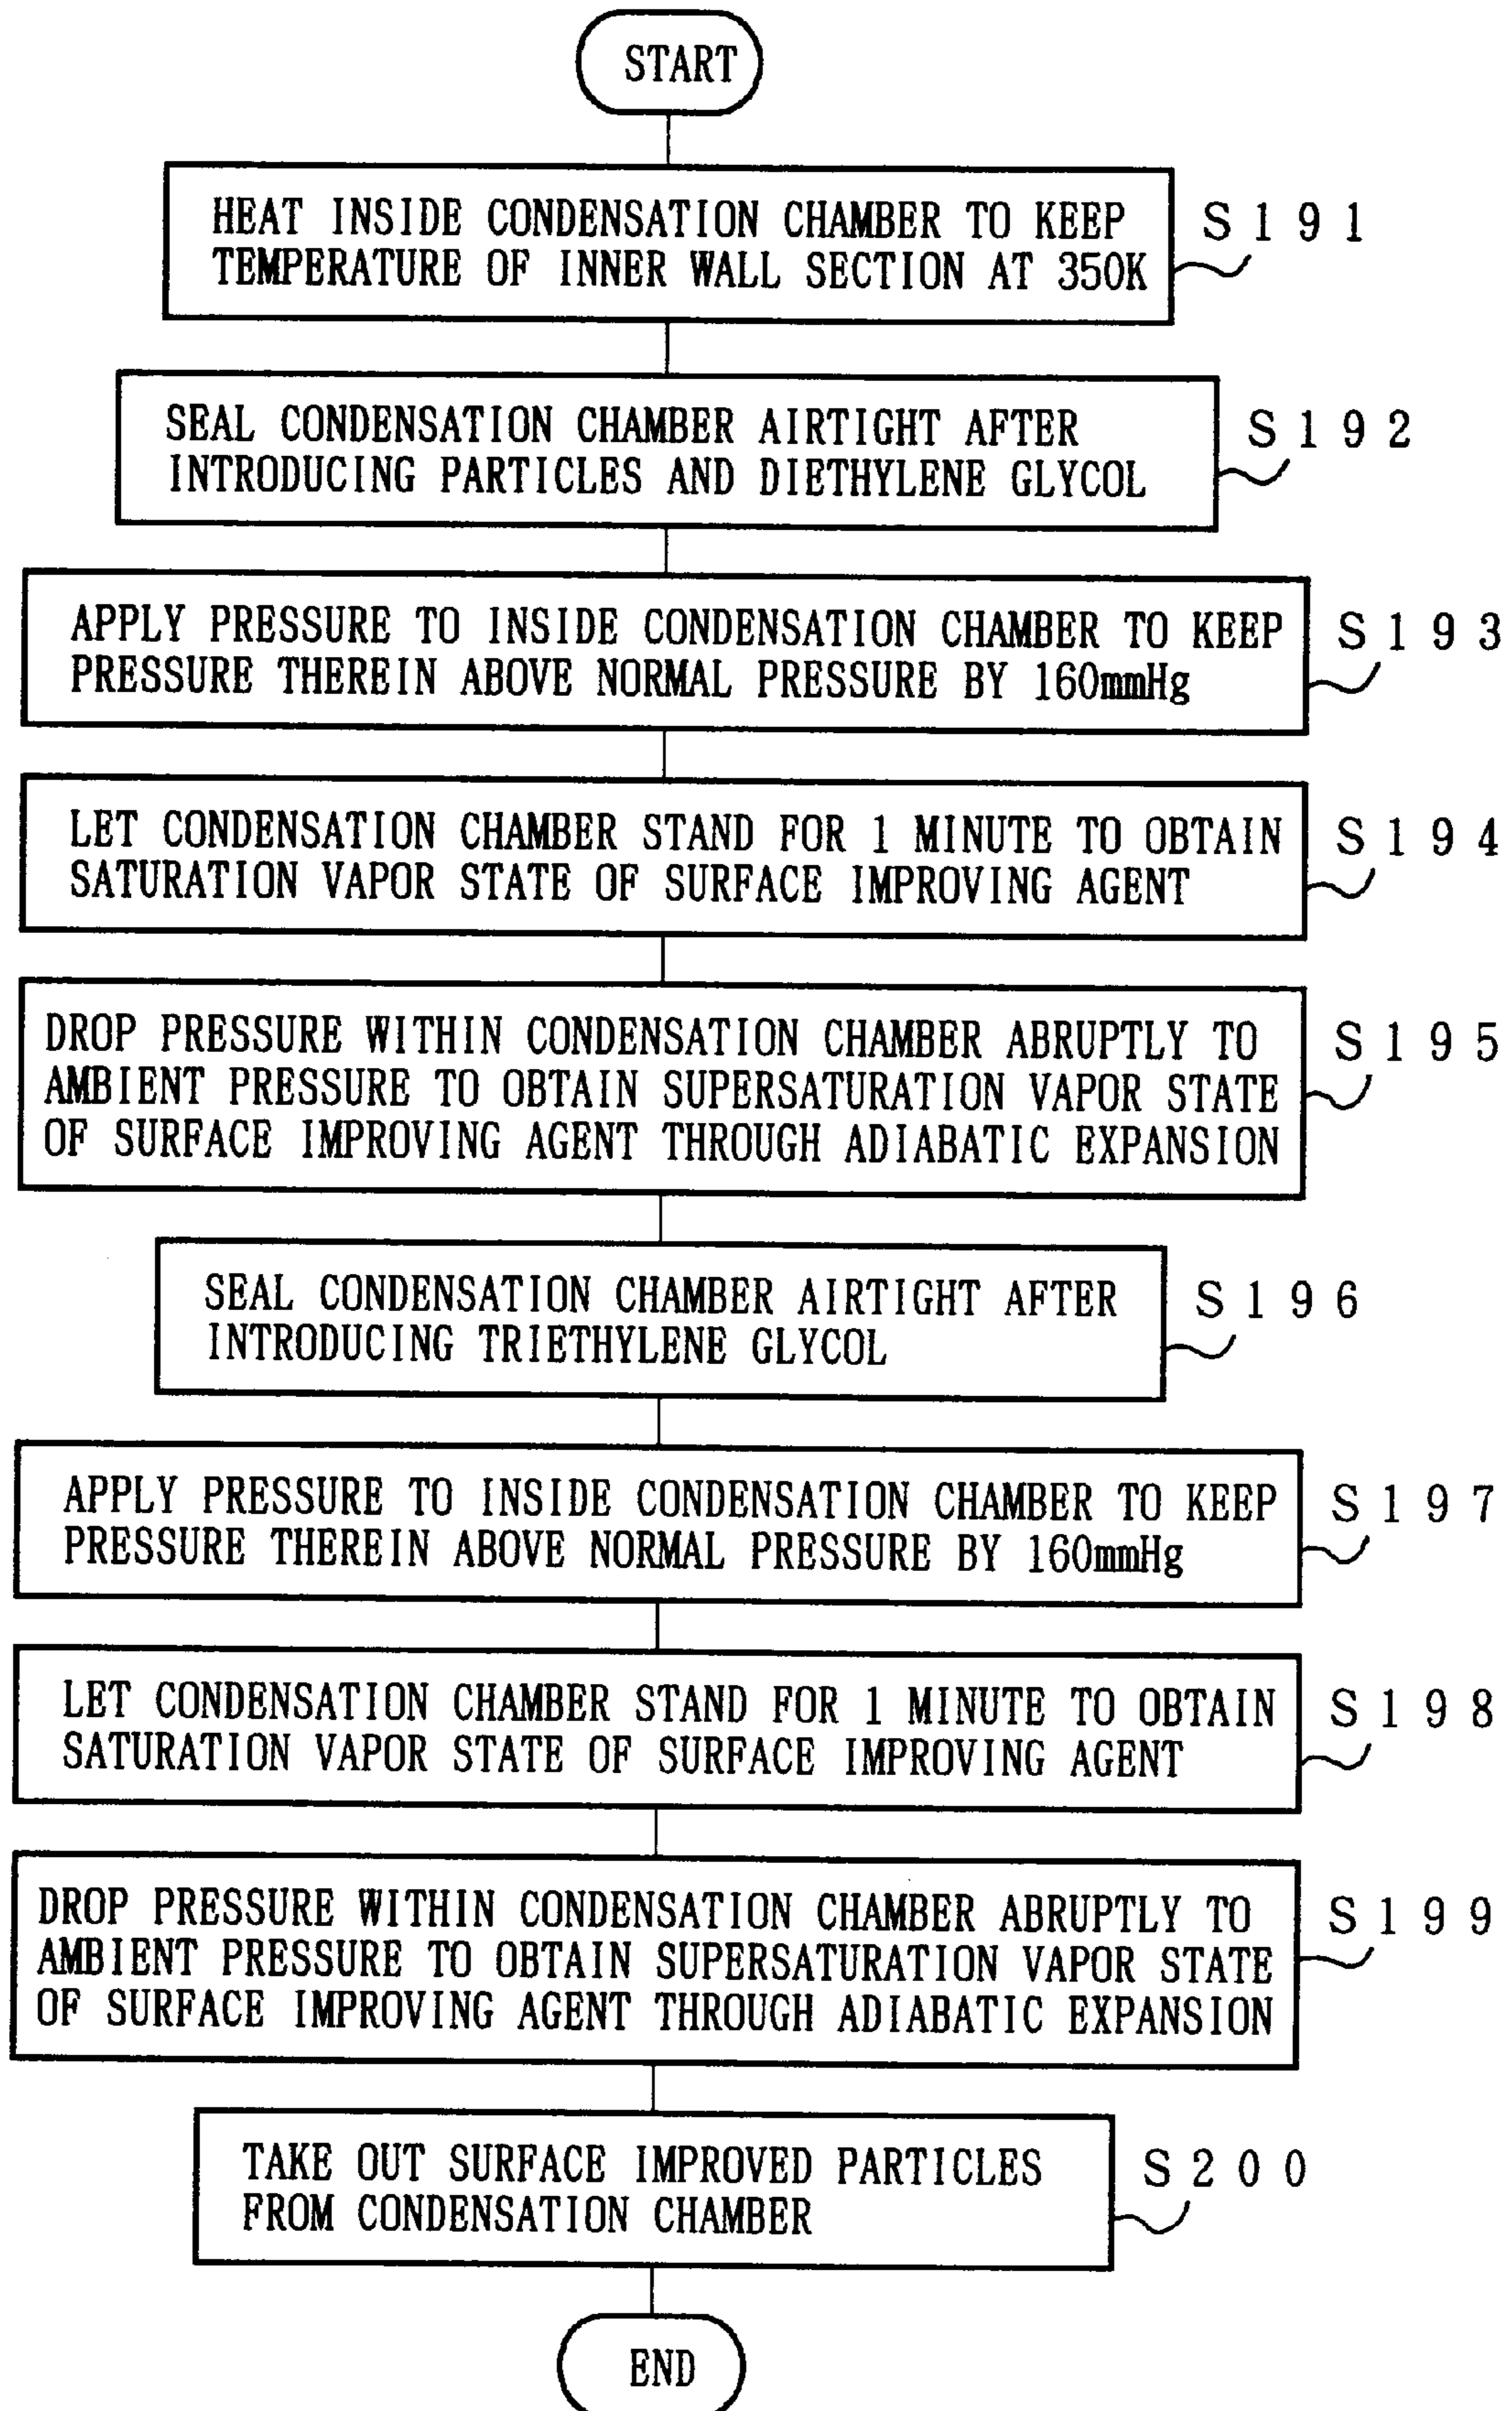 START
HEAT INSIDE CONDENSATION CHAMBER TO KEEP
TEMPERATURE OF INNER WALL SECTION AT 350K
S191
SEAL CONDENSATION CHAMBER AIRTIGHT AFTER
INTRODUCING PARTICLES AND DIETHYLENE GLYCOL
S192
APPLY PRESSURE TO INSIDE CONDENSATION CHAMBER TO KEEP
PRESSURE THEREIN ABOVE NORMAL PRESSURE BY 160mmHg
S193
LET CONDENSATION CHAMBER STAND FOR 1 MINUTE TO OBTAIN
SATURATION VAPOR STATE OF SURFACE IMPROVING AGENT
S194
DROP PRESSURE WITHIN CONDENSATION CHAMBER ABRUPTLY TO
AMBIENT PRESSURE TO OBTAIN SUPERSATURATION VAPOR STATE
OF SURFACE IMPROVING AGENT THROUGH ADIABATIC EXPANSION
S195
SEAL CONDENSATION CHAMBER AIRTIGHT AFTER
INTRODUCING TRIETHYLENE GLYCOL
S196
APPLY PRESSURE TO INSIDE CONDENSATION CHAMBER TO KEEP
PRESSURE THEREIN ABOVE NORMAL PRESSURE BY 160mmHg
S197
LET CONDENSATION CHAMBER STAND FOR 1 MINUTE TO OBTAIN
SATURATION VAPOR STATE OF SURFACE IMPROVING AGENT
S198
DROP PRESSURE WITHIN CONDENSATION CHAMBER ABRUPTLY TO
AMBIENT PRESSURE TO OBTAIN SUPERSATURATION VAPOR STATE
OF SURFACE IMPROVING AGENT THROUGH ADIABATIC EXPANSION
S199
TAKE OUT SURFACE IMPROVED PARTICLES
FROM CONDENSATION CHAMBER
S200
END